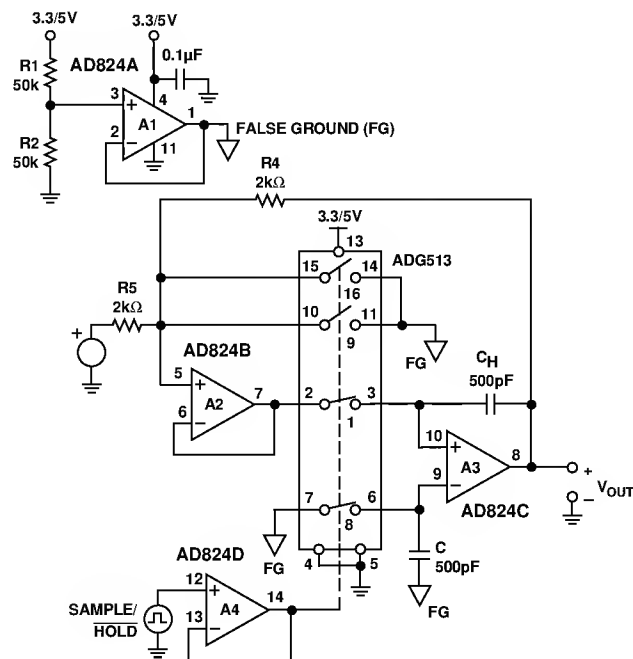 3.3/5V
3.3/5V
R1
50k
AD824A
0.1µF
3
+
4
A1
1
2
−
11
FALSE GROUND (FG)
R2
50k
R4
2kΩ
3.3/5V
13
ADG513
15
14
16
R5
2kΩ
10
11
9
+
FG
AD824B
CH
500pF
5
+
7
A2
6
−
2
3
1
10
+
8
A3
9
−
+
VOUT
−
AD824C
7
6
8
FG
4
5
C
500pF
FG
AD824D
12
+
14
A4
13
−
SAMPLE/
HOLD